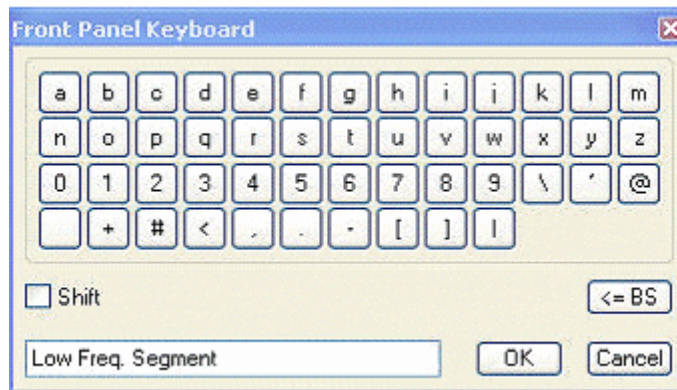 Front Panel Keyboard
a b c d e f g h i j k l m
n o p q r s t u v w x y z
0 1 2 3 4 5 6 7 8 9 \ ´ @
+ # < , . - [ ] |
Shift
<= BS
Low Freq. Segment
OK
Cancel